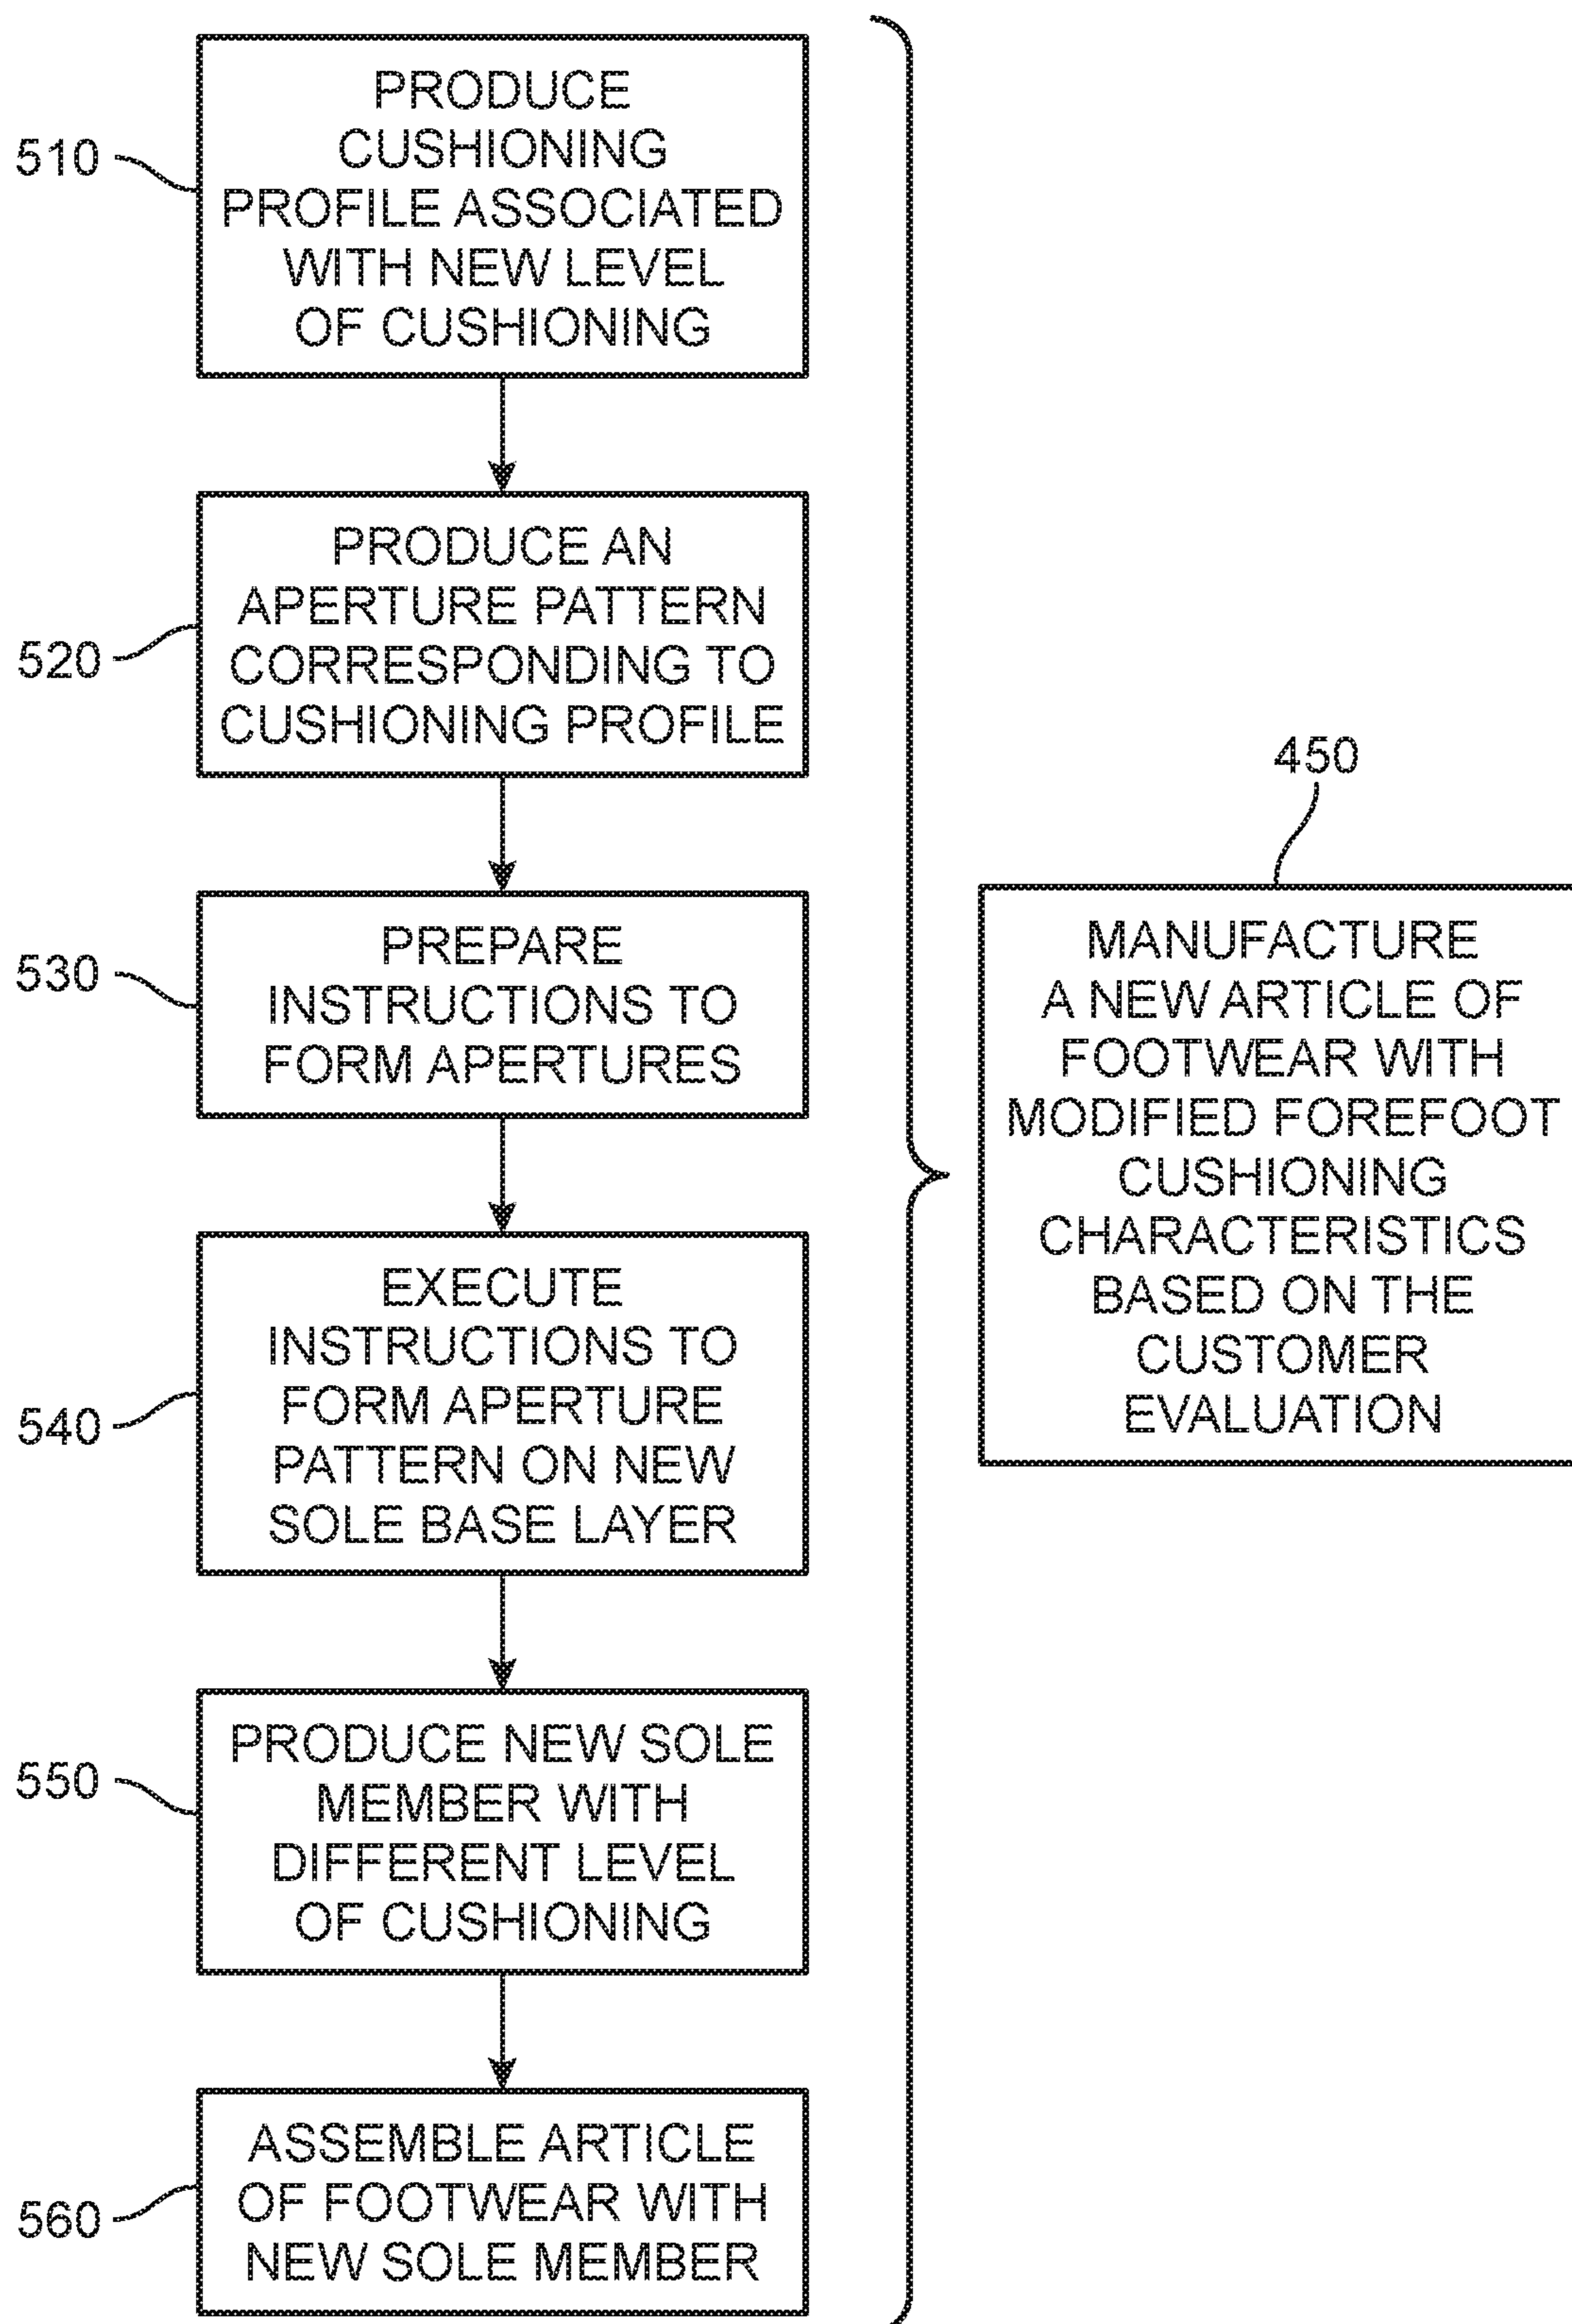 510
PRODUCE
CUSHIONING
PROFILE ASSOCIATED
WITH NEW LEVEL
OF CUSHIONING
520
PRODUCE AN
APERTURE PATTERN
CORRESPONDING TO
CUSHIONING PROFILE
530
PREPARE
INSTRUCTIONS TO
FORM APERTURES
540
EXECUTE
INSTRUCTIONS TO
FORM APERTURE
PATTERN ON NEW
SOLE BASE LAYER
550
PRODUCE NEW SOLE
MEMBER WITH
DIFFERENT LEVEL
OF CUSHIONING
560
ASSEMBLE ARTICLE
OF FOOTWEAR WITH
NEW SOLE MEMBER
450
MANUFACTURE
A NEW ARTICLE OF
FOOTWEAR WITH
MODIFIED FOREFOOT
CUSHIONING
CHARACTERISTICS
BASED ON THE
CUSTOMER
EVALUATION